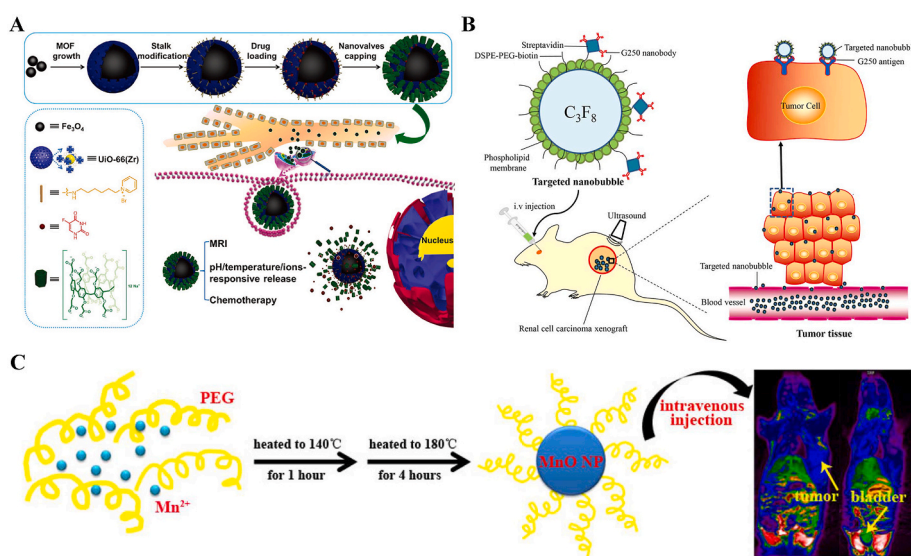 A
MOF
growth
Stalk
modification
Drug
loading
Nanovalves
capping
Fe3O4
UiO-66(Zr)
MRI
pH/temperature/ions-
responsive release
Chemotherapy
Nucleus
B
Streptavidin
DSPE-PEG-biotin
G250 nanobody
C3F8
Phospholipid
membrane
Targeted nanobubble
i.v injection
Ultrasound
Renal cell carcinoma xenograft
Targeted nanobubb
G250 antigen
Tumor Cell
Targeted nanobubble
Blood vessel
Tumor tissue
C
PEG
Mn2+
heated to 140℃
for 1 hour
heated to 180℃
for 4 hours
MnO NP
intravenous
injection
tumor
bladder